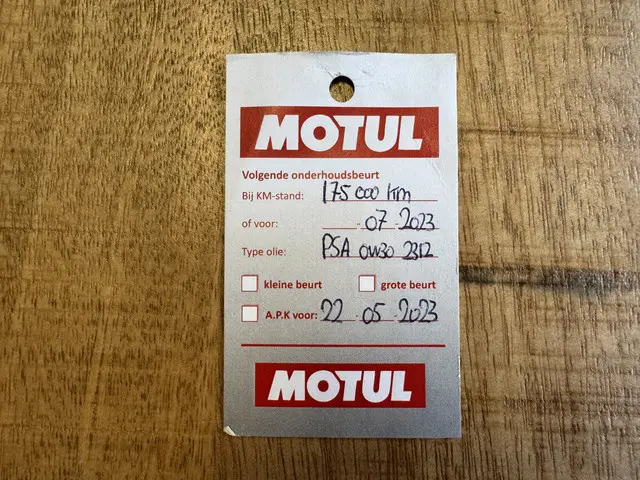 MOTUL
Volgende onderhoudsbeurt
Bij KM-stand: 175 000 km
of voor: - 07 - 2023
Type olie: PSA 0W30 2312
kleine beurt grote beurt
A.P.K voor: 22 - 05 - 2023
MOTUL